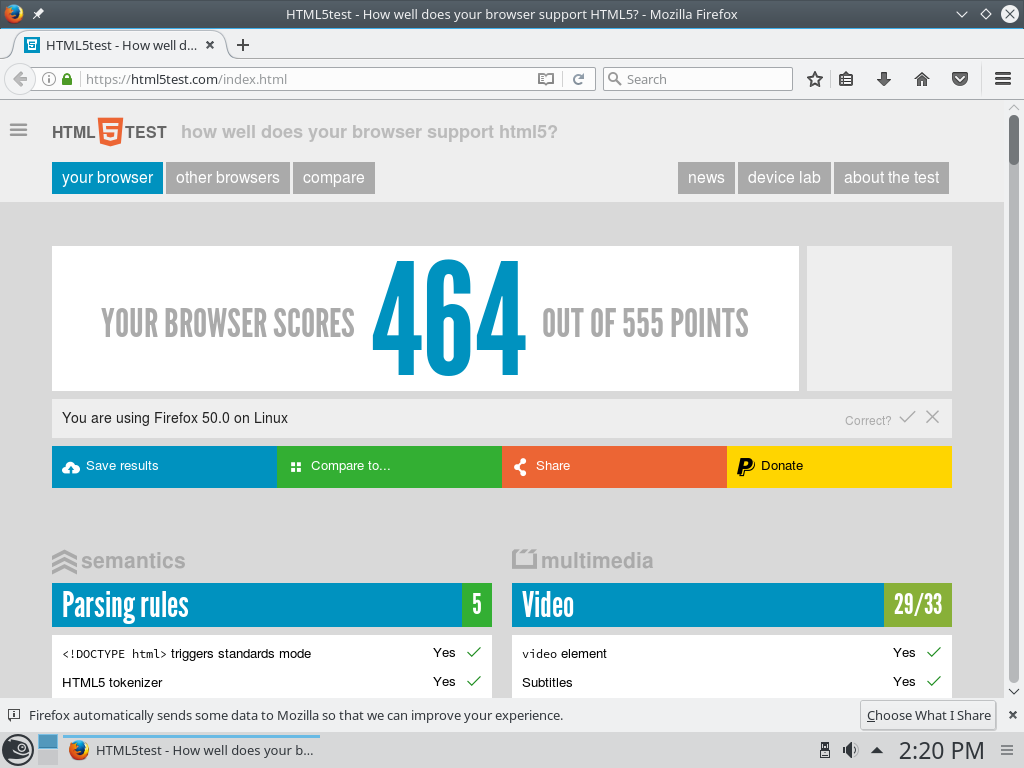 HTML5test - How well does your browser support HTML5? - Mozilla Firefox
HTML5test - How well d...
https://html5test.com/index.html
Search
HTML 5 TEST how well does your browser support html5?
your browser other browsers compare news device lab about the test
YOUR BROWSER SCORES 464 OUT OF 555 POINTS
You are using Firefox 50.0 on Linux Correct?
Save results Compare to... Share Donate
semantics multimedia
Parsing rules 5 Video 29/33
<!DOCTYPE html> triggers standards mode Yes video element Yes
HTML5 tokenizer Yes Subtitles Yes
Firefox automatically sends some data to Mozilla so that we can improve your experience. Choose What I Share
HTML5test - How well does your b... 2:20 PM